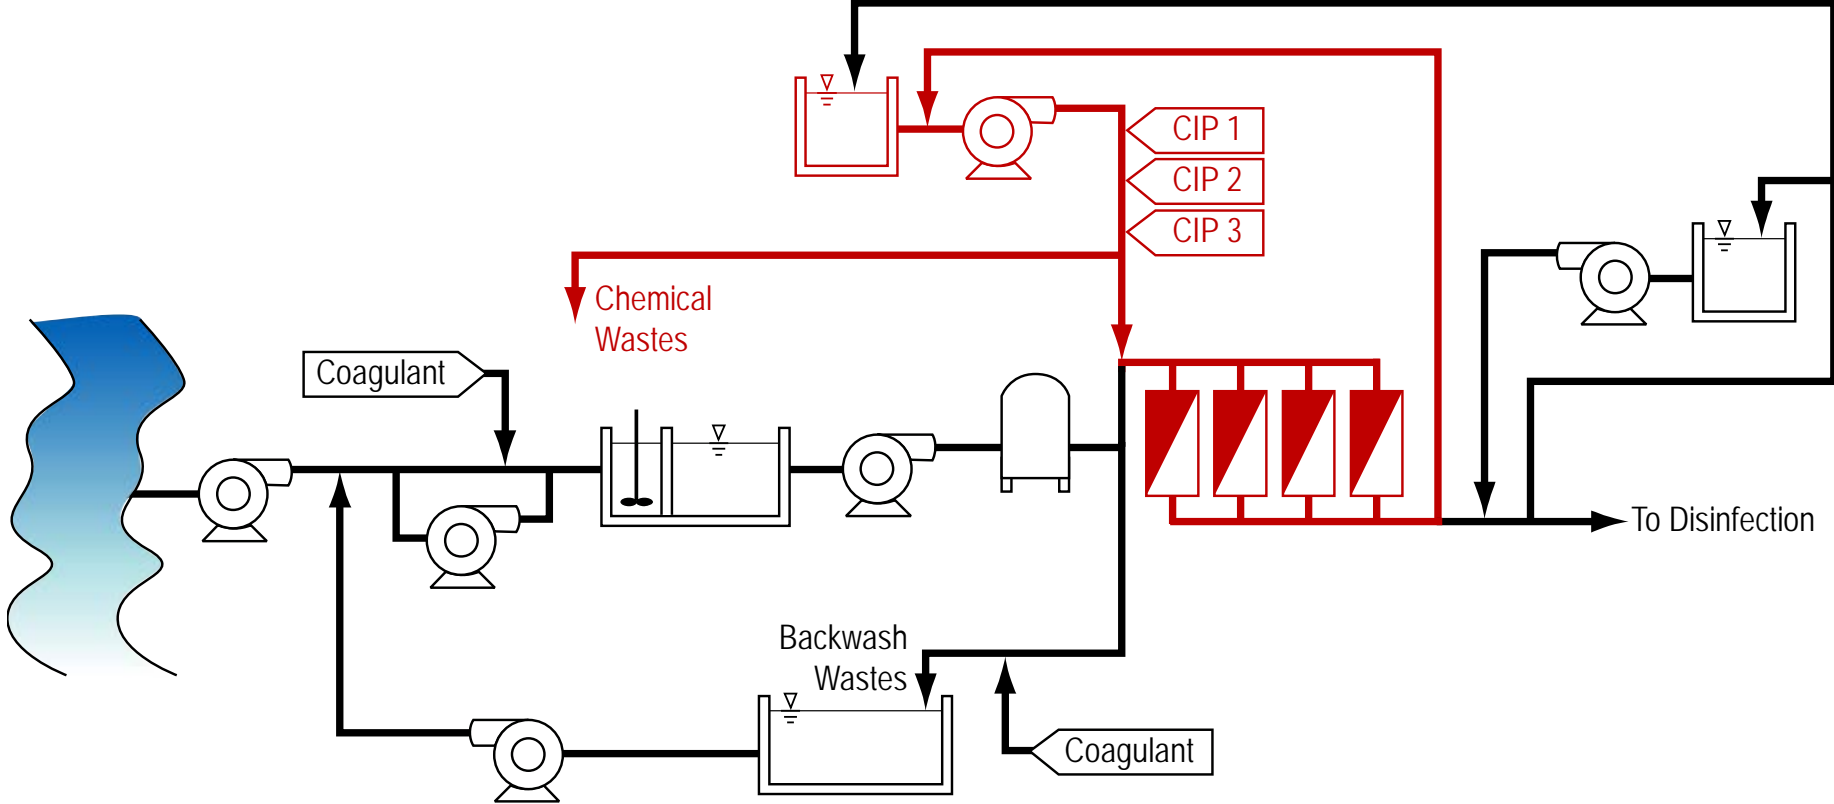 CIP 1
CIP 2
CIP 3
Chemical
Wastes
Coagulant
To Disinfection
Backwash
Wastes
Coagulant